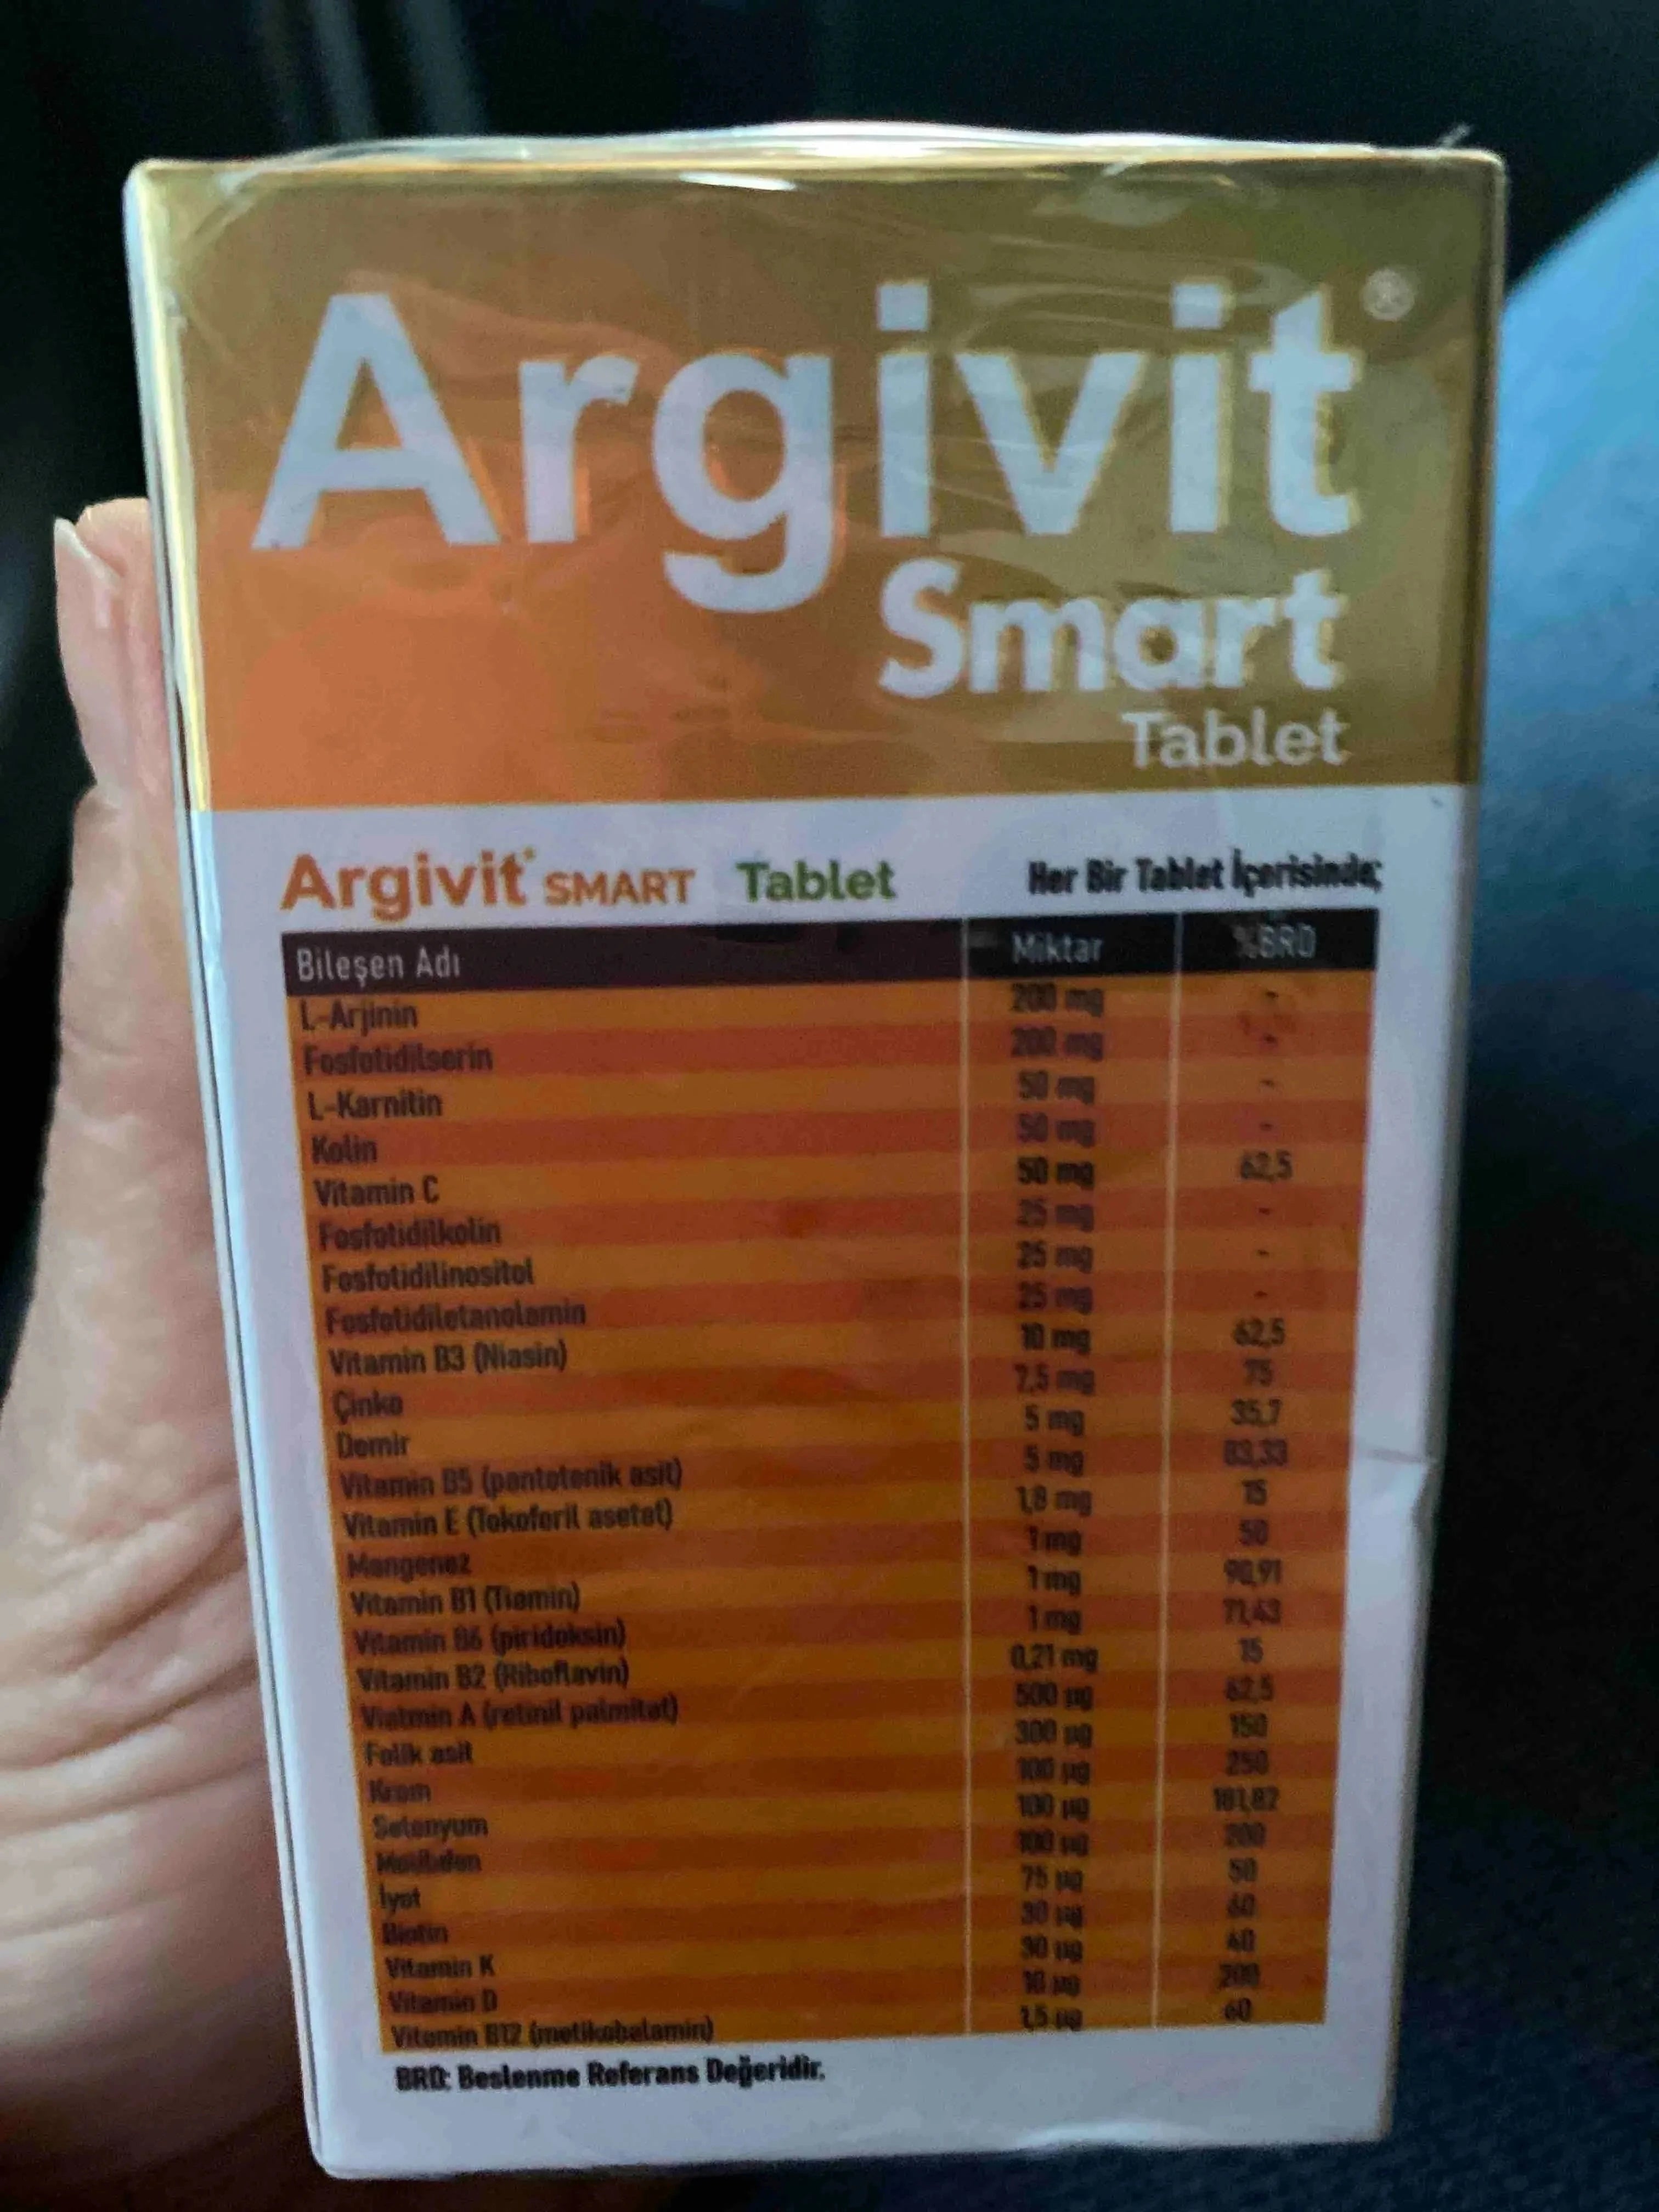 Argivit®
Smart
Tablet
Argivit® SMART Tablet Her Bir Tablet İçerisinde;
Bileşen Adı Miktar %BRD
L-Arjinin 200 mg -
Fosfotidilserin 200 mg -
L-Karnitin 50 mg -
Kolin 50 mg -
Vitamin C 50 mg 62,5
Fosfotidilkolin 25 mg -
Fosfotidilinositol 25 mg -
Fosfotidiletanolamin 25 mg -
Vitamin B3 (Niasin) 10 mg 62,5
Çinko 7,5 mg 75
Demir 5 mg 35,7
Vitamin B5 (pantotenik asit) 5 mg 83,33
Vitamin E (Tokoferil asetat) 1,8 mg 15
Manganez 1 mg 50
Vitamin B1 (Tiamin) 1 mg 90,91
Vitamin B6 (piridoksin) 1 mg 71,43
Vitamin B2 (Riboflavin) 0,21 mg 15
Viatmin A (retinil palmitat) 500 µg 62,5
Folik asit 300 µg 150
Krom 100 µg 250
Selenyum 100 µg 181,82
Molibden 100 µg 200
İyot 75 µg 50
Biotin 30 µg 60
Vitamin K 30 µg 40
Vitamin D 10 µg 200
Vitamin B12 (metilkobalamin) 1,5 µg 60
BRD: Beslenme Referans Değeridir.